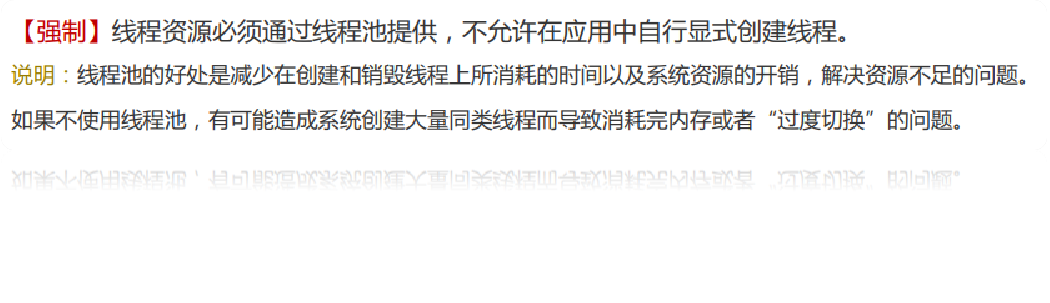 【强制】线程资源必须通过线程池提供，不允许在应用中自行显式创建线程。
说明：线程池的好处是减少在创建和销毁线程上所消耗的时间以及系统资源的开销，解决资源不足的问题。
如果不使用线程池，有可能造成系统创建大量同类线程而导致消耗完内存或者“过度切换”的问题。